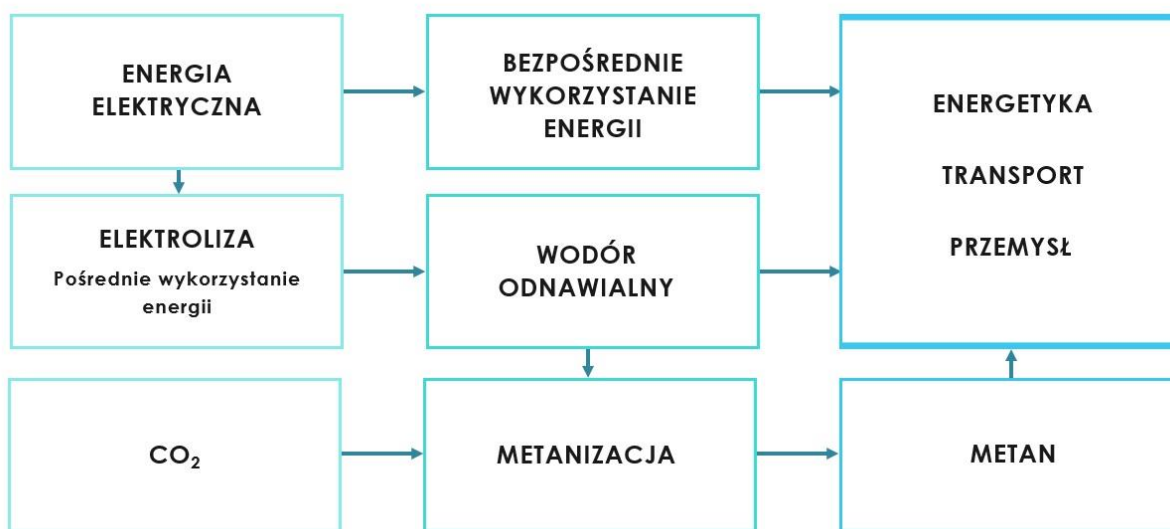 ENERGIA
ELEKTRYCZNA
BEZPOŚREDNIE
WYKORZYSTANIE
ENERGII
ENERGETYKA
TRANSPORT
PRZEMYSŁ
ELEKTROLIZA
Pośrednie wykorzystanie
energii
WODÓR
ODNAWIALNY
CO₂
METANIZACJA
METAN